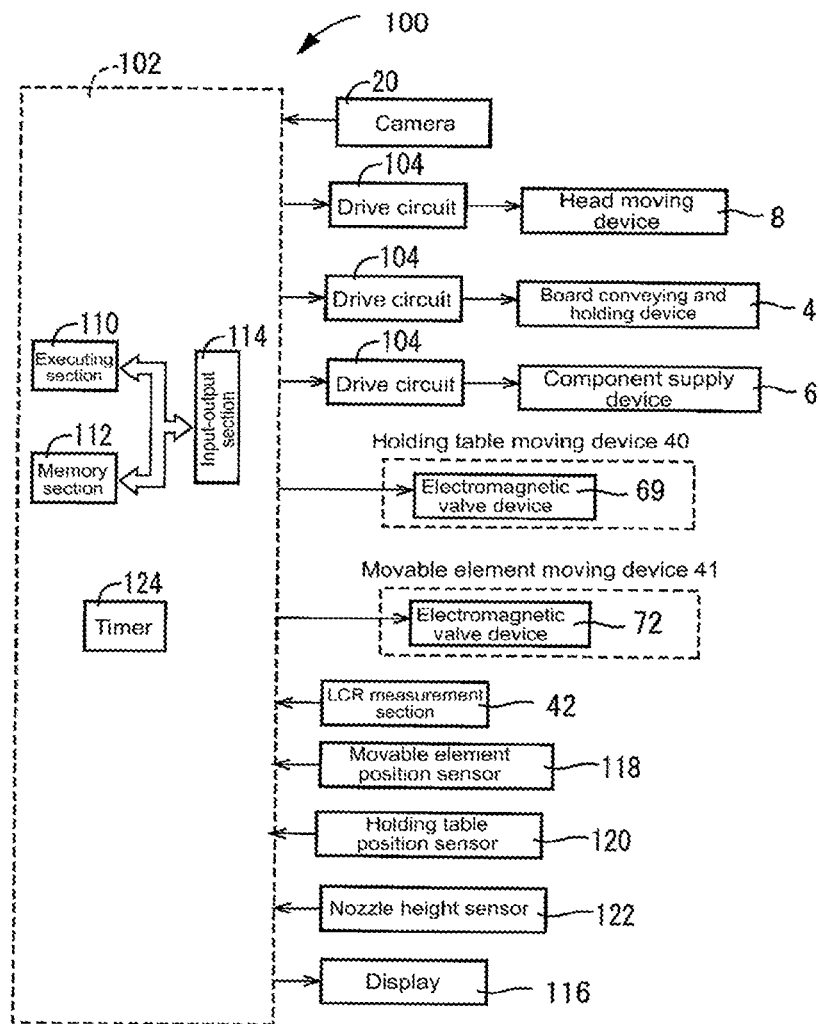 100
102
20
Camera
104
Drive circuit
Head moving
device
8
104
Drive circuit
Board conveying and
holding device
4
110
Executing
section
114
Input-output
section
104
Drive circuit
Component supply
device
6
112
Memory
section
Holding table moving device 40
Electromagnetic
valve device
69
124
Timer
Movable element moving device 41
Electromagnetic
valve device
72
LCR measurement
section
42
Movable element
position sensor
118
Holding table
position sensor
120
Nozzle height sensor
122
Display
116